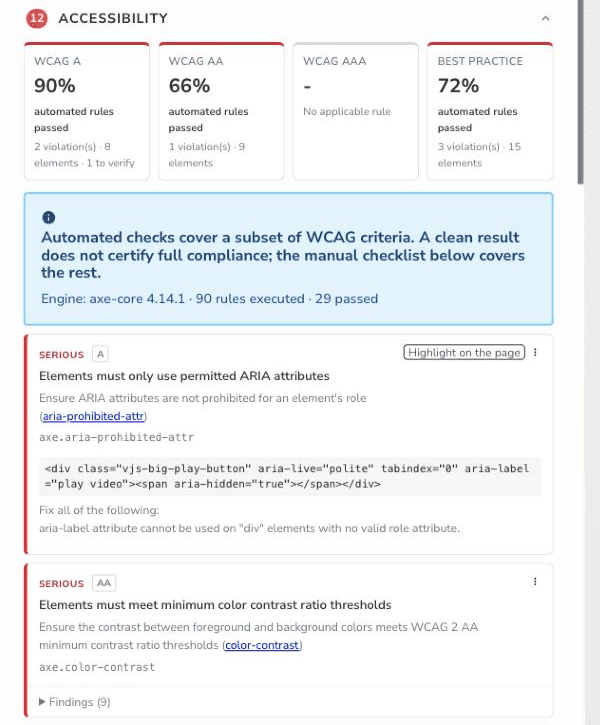 12 ACCESSIBILITY
WCAG A
90%
automated rules
passed
2 violation(s) · 8
elements · 1 to verify
WCAG AA
66%
automated rules
passed
1 violation(s) · 9
elements
WCAG AAA
-
No applicable rule
BEST PRACTICE
72%
automated rules
passed
3 violation(s) · 15
elements
Automated checks cover a subset of WCAG criteria. A clean result
does not certify full compliance; the manual checklist below covers
the rest.
Engine: axe-core 4.14.1 · 90 rules executed · 29 passed
SERIOUS A Highlight on the page
Elements must only use permitted ARIA attributes
Ensure ARIA attributes are not prohibited for an element's role
(aria-prohibited-attr)
axe.aria-prohibited-attr
<div class="vjs-big-play-button" aria-live="polite" tabindex="0" aria-label
="play video"><span aria-hidden="true"></span></div>
Fix all of the following:
aria-label attribute cannot be used on "div" elements with no valid role attribute.
SERIOUS AA
Elements must meet minimum color contrast ratio thresholds
Ensure the contrast between foreground and background colors meets WCAG 2 AA
minimum contrast ratio thresholds (color-contrast)
axe.color-contrast
Findings (9)